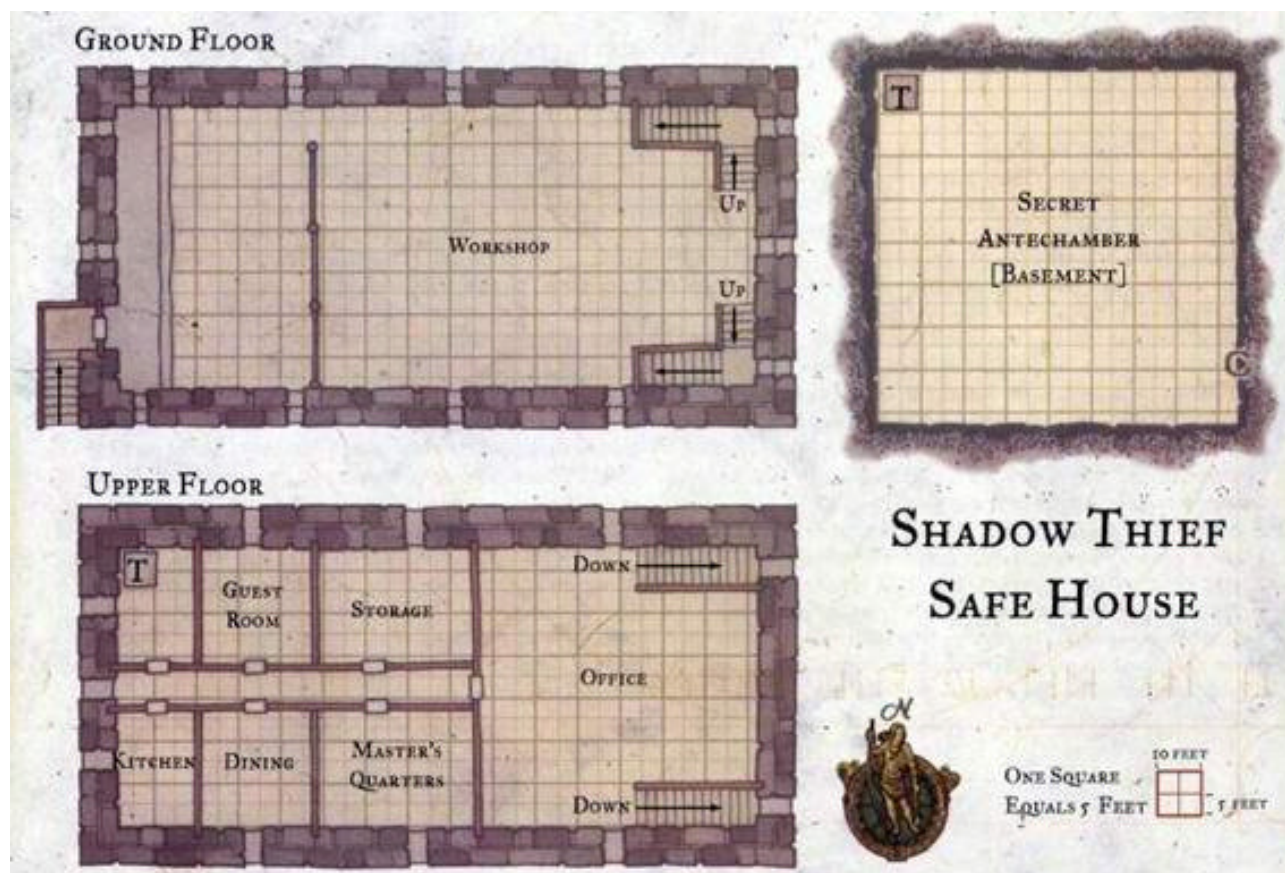 Ground Floor
Workshop
Up
Up
T
Secret
Antechamber
[Basement]
C
Upper Floor
T
Guest
Room
Storage
Down
Office
Kitchen
Dining
Master's
Quarters
Down
Shadow Thief
Safe House
N
One Square
Equals 5 Feet
10 feet
5 feet